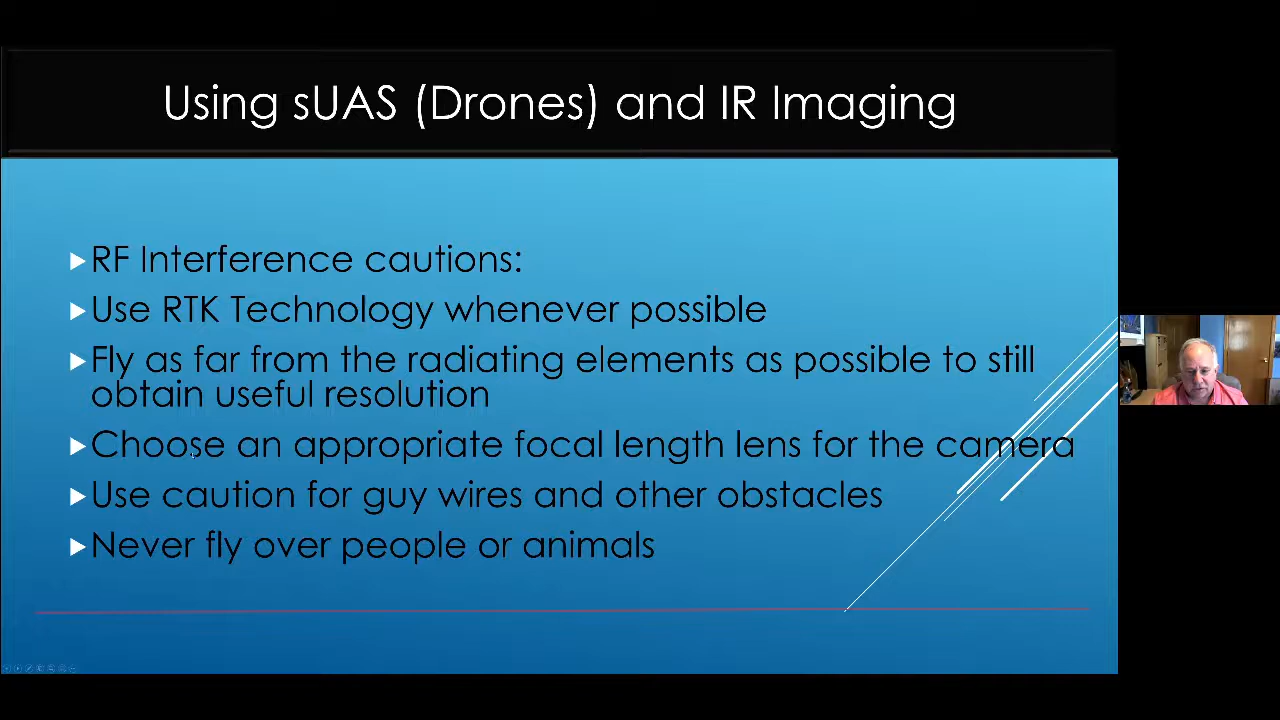 Using sUAS (Drones) and IR Imaging
RF Interference cautions:
Use RTK Technology whenever possible
Fly as far from the radiating elements as possible to still
obtain useful resolution
Choose an appropriate focal length lens for the camera
Use caution for guy wires and other obstacles
Never fly over people or animals